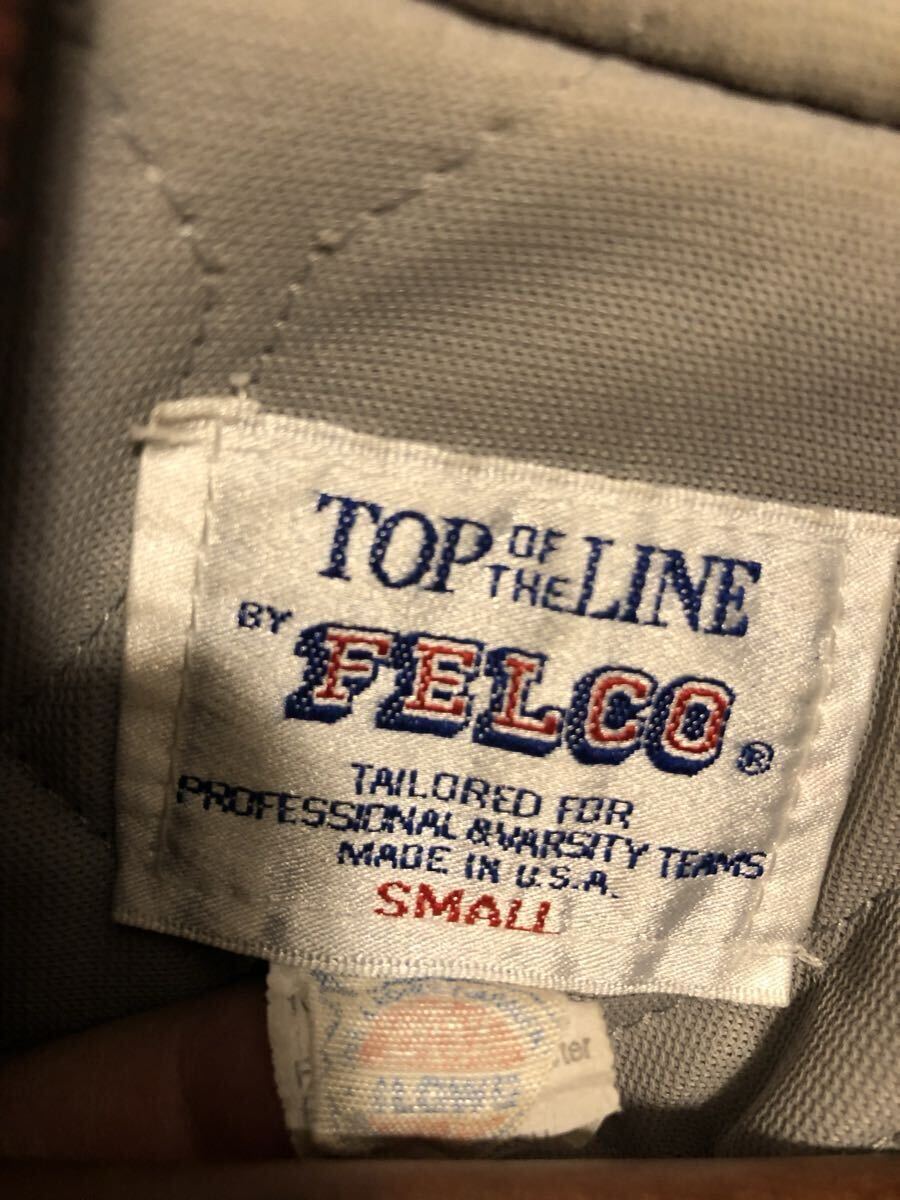 TOP OF THE LINE
BY FELCO ®
TAILORED FOR
PROFESSIONAL & VARSITY TEAMS
MADE IN U.S.A.
SMALL